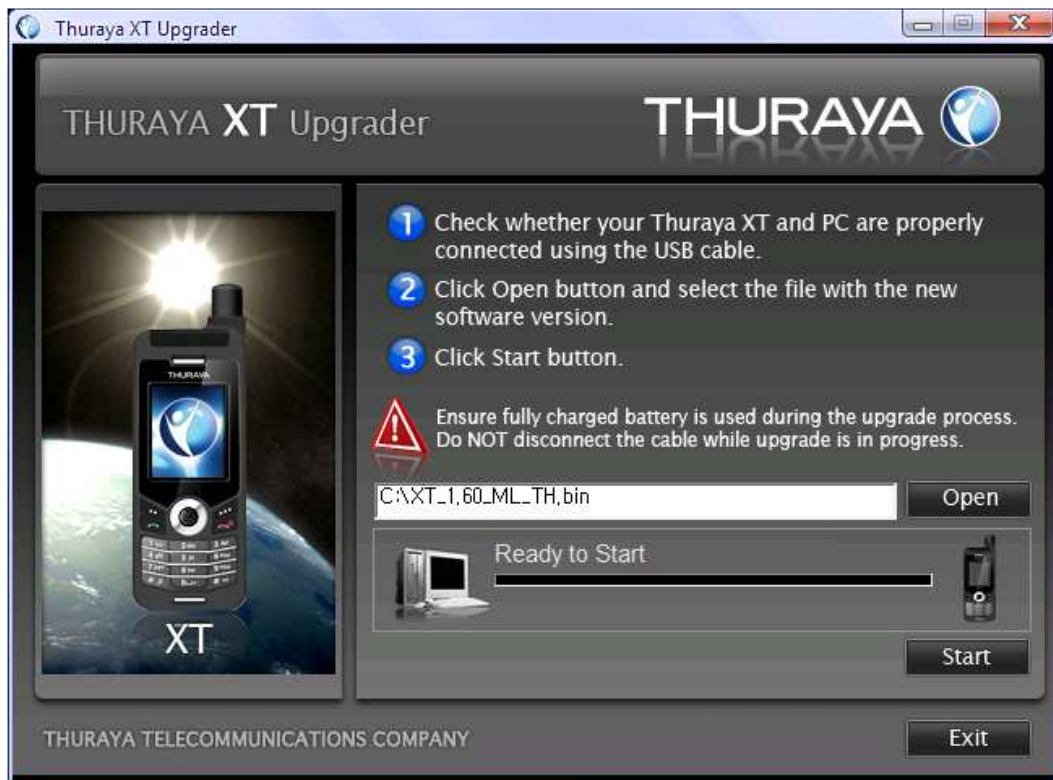 Thuraya XT Upgrader
THURAYA XT Upgrader
THURAYA
1 Check whether your Thuraya XT and PC are properly
connected using the USB cable.
2 Click Open button and select the file with the new
software version.
3 Click Start button.
Ensure fully charged battery is used during the upgrade process.
Do NOT disconnect the cable while upgrade is in progress.
C:\XT_1,60_ML_TH,bin
Open
Ready to Start
Start
THURAYA
XT
THURAYA TELECOMMUNICATIONS COMPANY
Exit